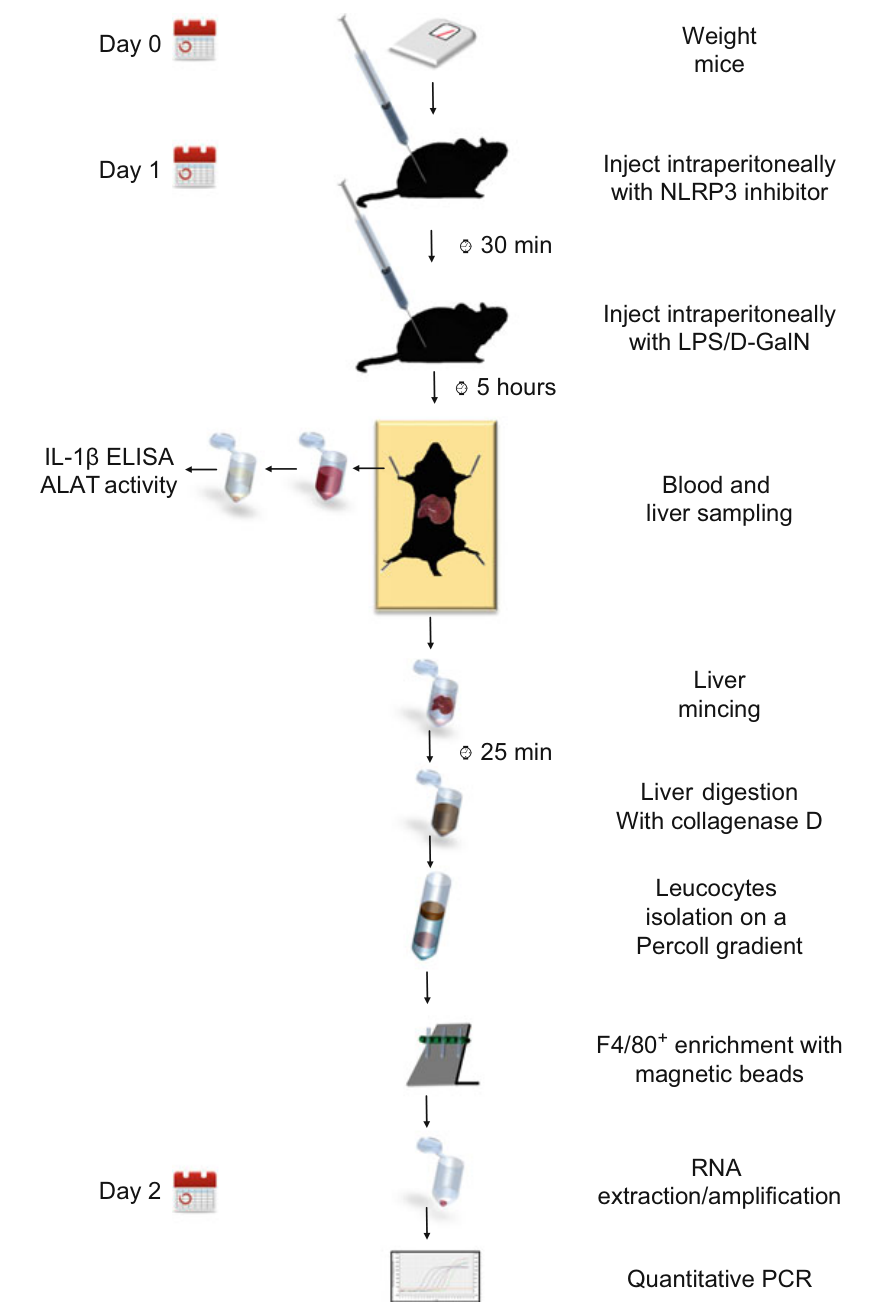 Day 0
Weight
mice
Day 1
Inject intraperitoneally
with NLRP3 inhibitor
30 min
Inject intraperitoneally
with LPS/D-GalN
5 hours
IL-1β ELISA
ALAT activity
Blood and
liver sampling
Liver
mincing
25 min
Liver digestion
With collagenase D
Leucocytes
isolation on a
Percoll gradient
F4/80⁺ enrichment with
magnetic beads
Day 2
RNA
extraction/amplification
Quantitative PCR